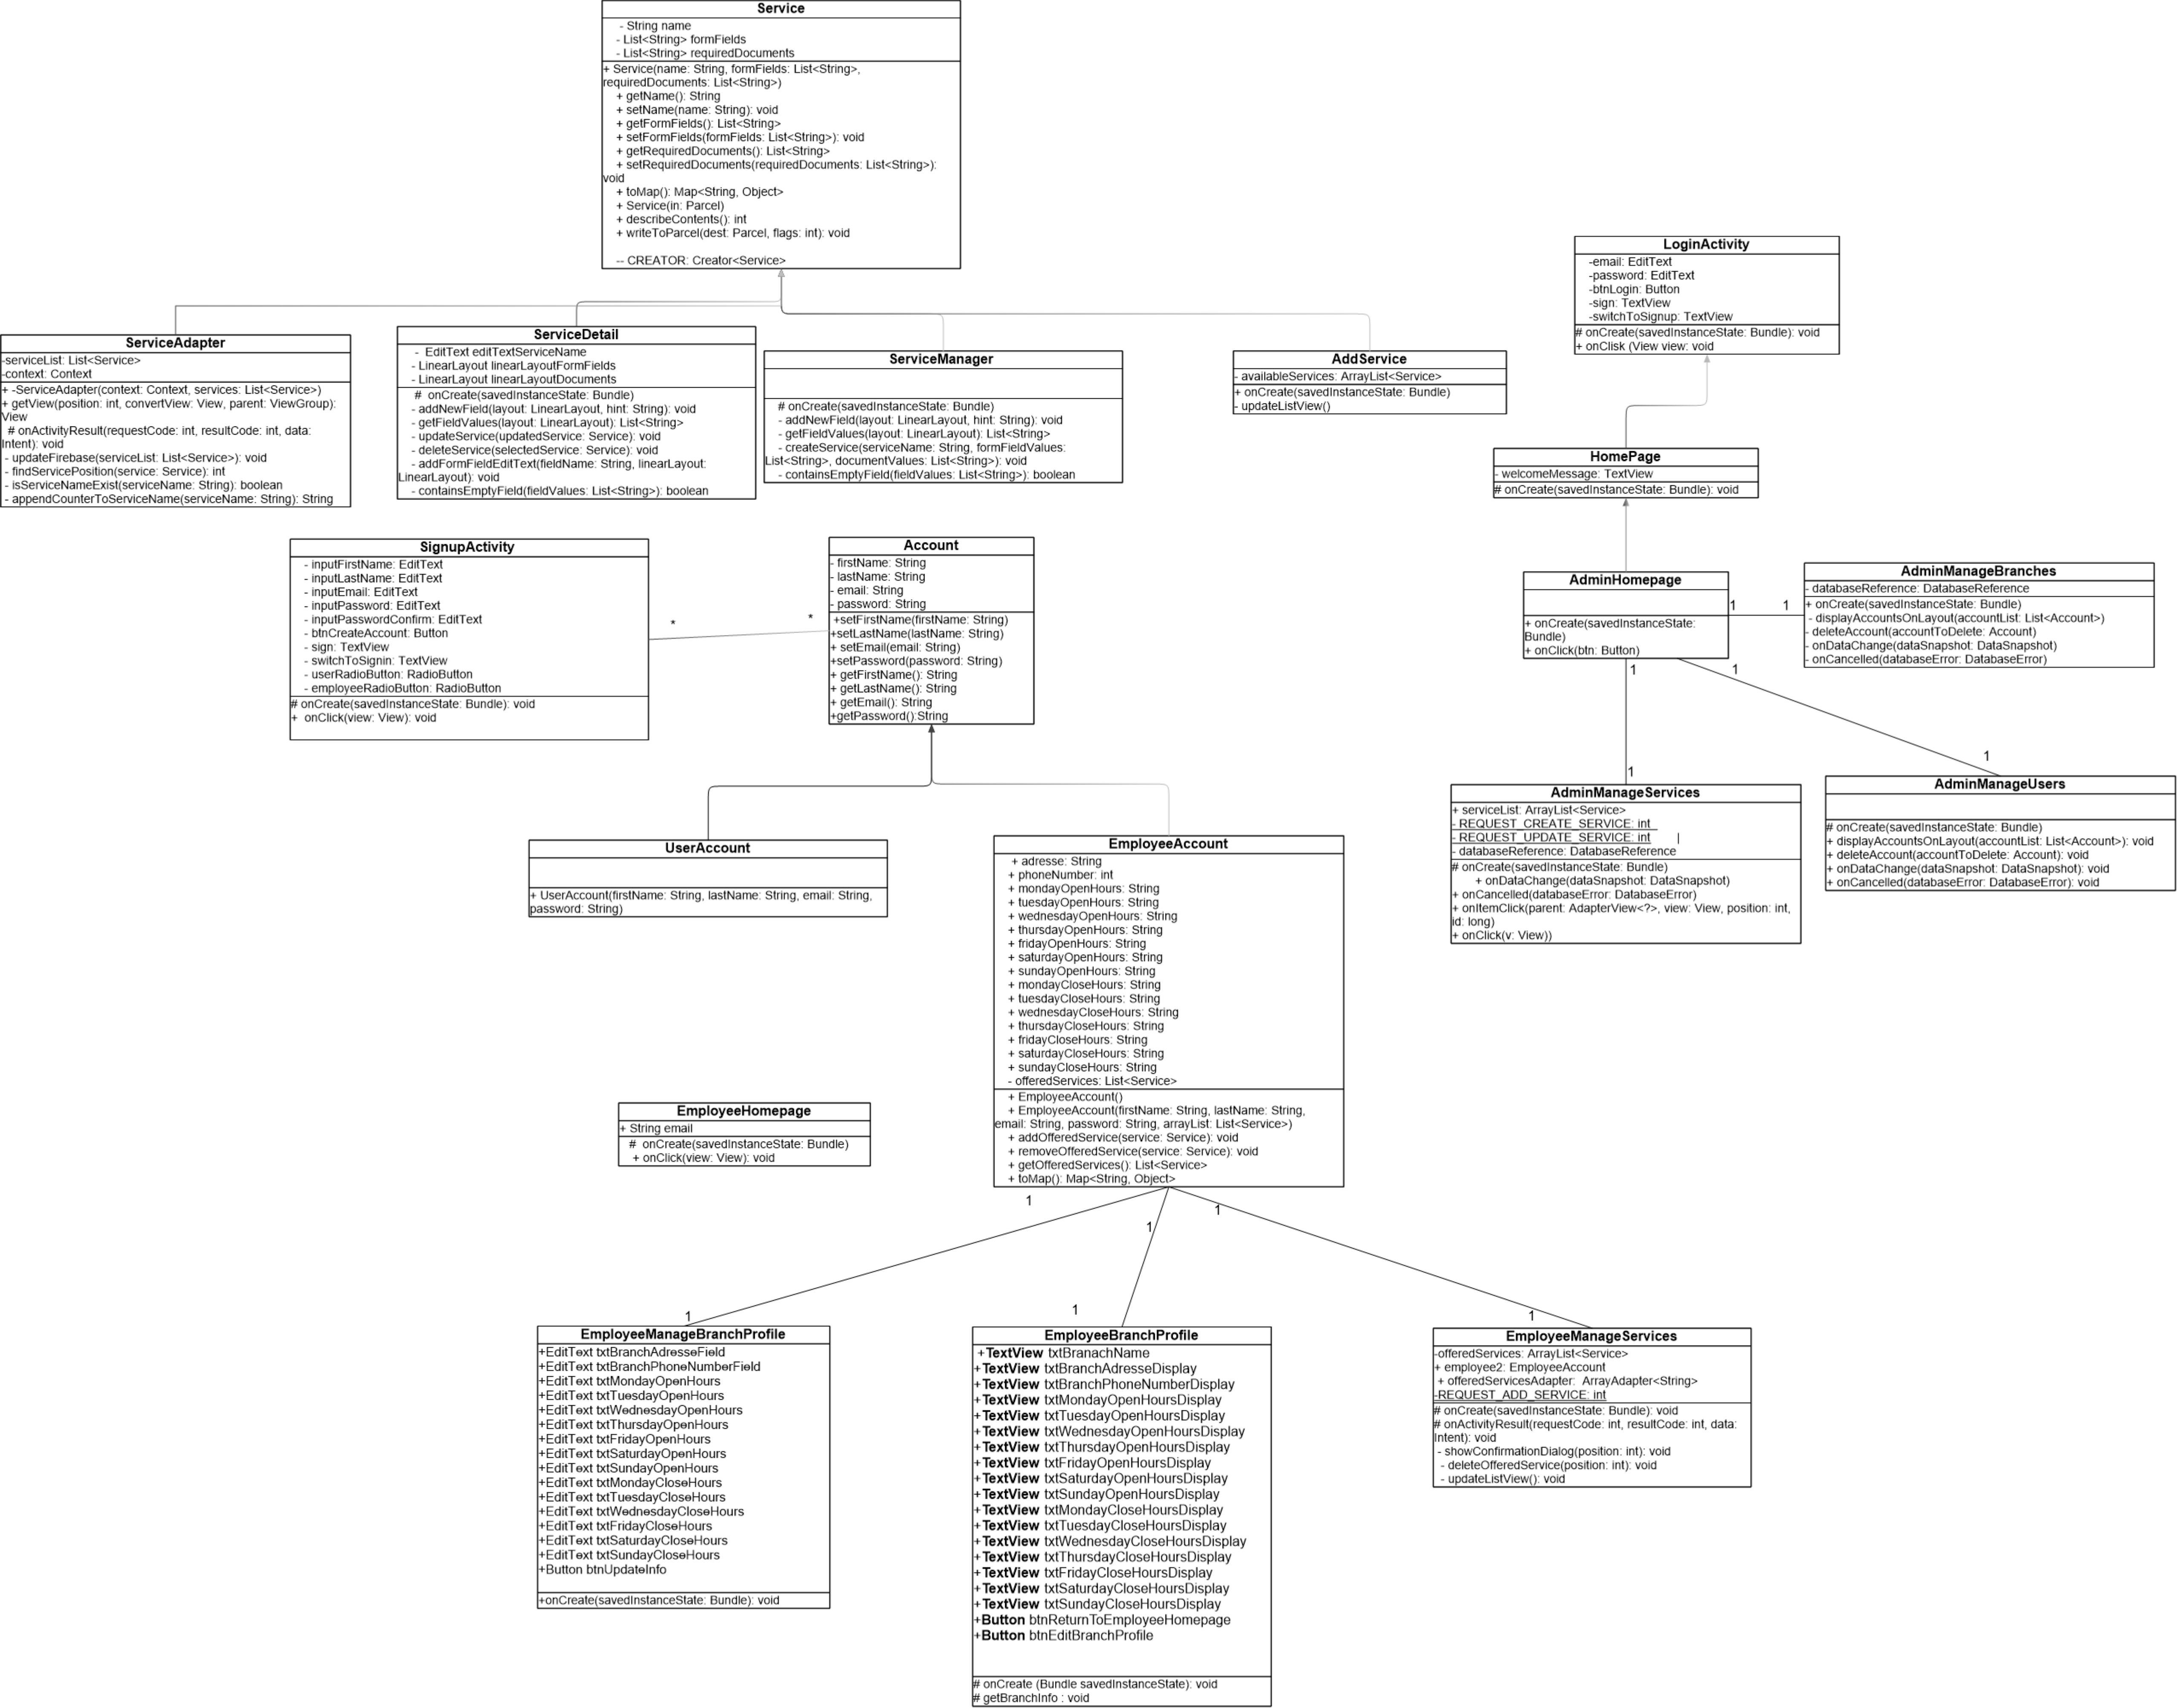 Service
- String name
- List<String> formFields
- List<String> requiredDocuments
+ Service(name: String, formFields: List<String>,
requiredDocuments: List<String>)
+ getName(): String
+ setName(name: String): void
+ getFormFields(): List<String>
+ setFormFields(formFields: List<String>): void
+ getRequiredDocuments(): List<String>
+ setRequiredDocuments(requiredDocuments: List<String>):
void
+ toMap(): Map<String, Object>
+ Service(in: Parcel)
+ describeContents(): int
+ writeToParcel(dest: Parcel, flags: int): void
-- CREATOR: Creator<Service>
LoginActivity
-email: EditText
-password: EditText
-btnLogin: Button
-sign: TextView
-switchToSignup: TextView
# onCreate(savedInstanceState: Bundle): void
+ onClisk (View view: void
ServiceAdapter
-serviceList: List<Service>
-context: Context
+ -ServiceAdapter(context: Context, services: List<Service>)
+ getView(position: int, convertView: View, parent: ViewGroup):
View
# onActivityResult(requestCode: int, resultCode: int, data:
Intent): void
- updateFirebase(serviceList: List<Service>): void
- findServicePosition(service: Service): int
- isServiceNameExist(serviceName: String): boolean
- appendCounterToServiceName(serviceName: String): String
ServiceDetail
- EditText editTextServiceName
- LinearLayout linearLayoutFormFields
- LinearLayout linearLayoutDocuments
# onCreate(savedInstanceState: Bundle)
- addNewField(layout: LinearLayout, hint: String): void
- getFieldValues(layout: LinearLayout): List<String>
- updateService(updatedService: Service): void
- deleteService(selectedService: Service): void
- addFormFieldEditText(fieldName: String, linearLayout:
LinearLayout): void
- containsEmptyField(fieldValues: List<String>): boolean
ServiceManager
# onCreate(savedInstanceState: Bundle)
- addNewField(layout: LinearLayout, hint: String): void
- getFieldValues(layout: LinearLayout): List<String>
- createService(serviceName: String, formFieldValues:
List<String>, documentValues: List<String>): void
- containsEmptyField(fieldValues: List<String>): boolean
AddService
- availableServices: ArrayList<Service>
+ onCreate(savedInstanceState: Bundle)
- updateListView()
HomePage
- welcomeMessage: TextView
# onCreate(savedInstanceState: Bundle): void
SignupActivity
- inputFirstName: EditText
- inputLastName: EditText
- inputEmail: EditText
- inputPassword: EditText
- inputPasswordConfirm: EditText
- btnCreateAccount: Button
- sign: TextView
- switchToSignin: TextView
- userRadioButton: RadioButton
- employeeRadioButton: RadioButton
# onCreate(savedInstanceState: Bundle): void
+ onClick(view: View): void
*
*
Account
- firstName: String
- lastName: String
- email: String
- password: String
+setFirstName(firstName: String)
+setLastName(lastName: String)
+ setEmail(email: String)
+setPassword(password: String)
+ getFirstName(): String
+ getLastName(): String
+ getEmail(): String
+getPassword():String
AdminHomepage
+ onCreate(savedInstanceState:
Bundle)
+ onClick(btn: Button)
1
1
AdminManageBranches
- databaseReference: DatabaseReference
+ onCreate(savedInstanceState: Bundle)
- displayAccountsOnLayout(accountList: List<Account>)
- deleteAccount(accountToDelete: Account)
- onDataChange(dataSnapshot: DataSnapshot)
- onCancelled(databaseError: DatabaseError)
1
1
1
1
AdminManageServices
+ serviceList: ArrayList<Service>
- REQUEST_CREATE_SERVICE: int
- REQUEST_UPDATE_SERVICE: int |
- databaseReference: DatabaseReference
# onCreate(savedInstanceState: Bundle)
+ onDataChange(dataSnapshot: DataSnapshot)
+ onCancelled(databaseError: DatabaseError)
+ onItemClick(parent: AdapterView<?>, view: View, position: int,
id: long)
+ onClick(v: View))
AdminManageUsers
# onCreate(savedInstanceState: Bundle)
+ displayAccountsOnLayout(accountList: List<Account>): void
+ deleteAccount(accountToDelete: Account): void
+ onDataChange(dataSnapshot: DataSnapshot): void
+ onCancelled(databaseError: DatabaseError): void
UserAccount
+ UserAccount(firstName: String, lastName: String, email: String,
password: String)
EmployeeAccount
+ adresse: String
+ phoneNumber: int
+ mondayOpenHours: String
+ tuesdayOpenHours: String
+ wednesdayOpenHours: String
+ thursdayOpenHours: String
+ fridayOpenHours: String
+ saturdayOpenHours: String
+ sundayOpenHours: String
+ mondayCloseHours: String
+ tuesdayCloseHours: String
+ wednesdayCloseHours: String
+ thursdayCloseHours: String
+ fridayCloseHours: String
+ saturdayCloseHours: String
+ sundayCloseHours: String
- offeredServices: List<Service>
+ EmployeeAccount()
+ EmployeeAccount(firstName: String, lastName: String,
email: String, password: String, arrayList: List<Service>)
+ addOfferedService(service: Service): void
+ removeOfferedService(service: Service): void
+ getOfferedServices(): List<Service>
+ toMap(): Map<String, Object>
EmployeeHomepage
+ String email
# onCreate(savedInstanceState: Bundle)
+ onClick(view: View): void
1
1
1
1
1
1
EmployeeManageBranchProfile
+EditText txtBranchAdresseField
+EditText txtBranchPhoneNumberField
+EditText txtMondayOpenHours
+EditText txtTuesdayOpenHours
+EditText txtWednesdayOpenHours
+EditText txtThursdayOpenHours
+EditText txtFridayOpenHours
+EditText txtSaturdayOpenHours
+EditText txtSundayOpenHours
+EditText txtMondayCloseHours
+EditText txtTuesdayCloseHours
+EditText txtWednesdayCloseHours
+EditText txtFridayCloseHours
+EditText txtSaturdayCloseHours
+EditText txtSundayCloseHours
+Button btnUpdateInfo
+onCreate(savedInstanceState: Bundle): void
EmployeeBranchProfile
+TextView txtBranachName
+TextView txtBranchAdresseDisplay
+TextView txtBranchPhoneNumberDisplay
+TextView txtMondayOpenHoursDisplay
+TextView txtTuesdayOpenHoursDisplay
+TextView txtWednesdayOpenHoursDisplay
+TextView txtThursdayOpenHoursDisplay
+TextView txtFridayOpenHoursDisplay
+TextView txtSaturdayOpenHoursDisplay
+TextView txtSundayOpenHoursDisplay
+TextView txtMondayCloseHoursDisplay
+TextView txtTuesdayCloseHoursDisplay
+TextView txtWednesdayCloseHoursDisplay
+TextView txtThursdayCloseHoursDisplay
+TextView txtFridayCloseHoursDisplay
+TextView txtSaturdayCloseHoursDisplay
+TextView txtSundayCloseHoursDisplay
+Button btnReturnToEmployeeHomepage
+Button btnEditBranchProfile
# onCreate (Bundle savedInstanceState): void
# getBranchInfo : void
EmployeeManageServices
-offeredServices: ArrayList<Service>
+ employee2: EmployeeAccount
+ offeredServicesAdapter: ArrayAdapter<String>
-REQUEST_ADD_SERVICE: int
# onCreate(savedInstanceState: Bundle): void
# onActivityResult(requestCode: int, resultCode: int, data:
Intent): void
- showConfirmationDialog(position: int): void
- deleteOfferedService(position: int): void
- updateListView(): void